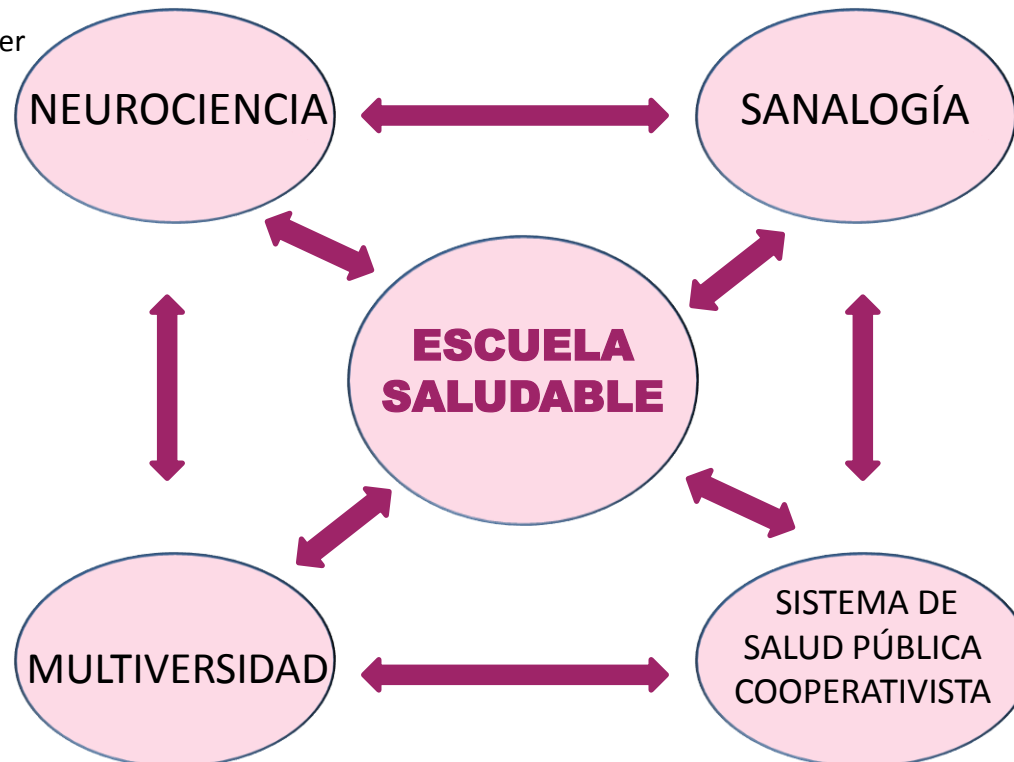 er
NEUROCIENCIA
SANALOGÍA
ESCUELA
SALUDABLE
MULTIVERSIDAD
SISTEMA DE
SALUD PÚBLICA
COOPERATIVISTA